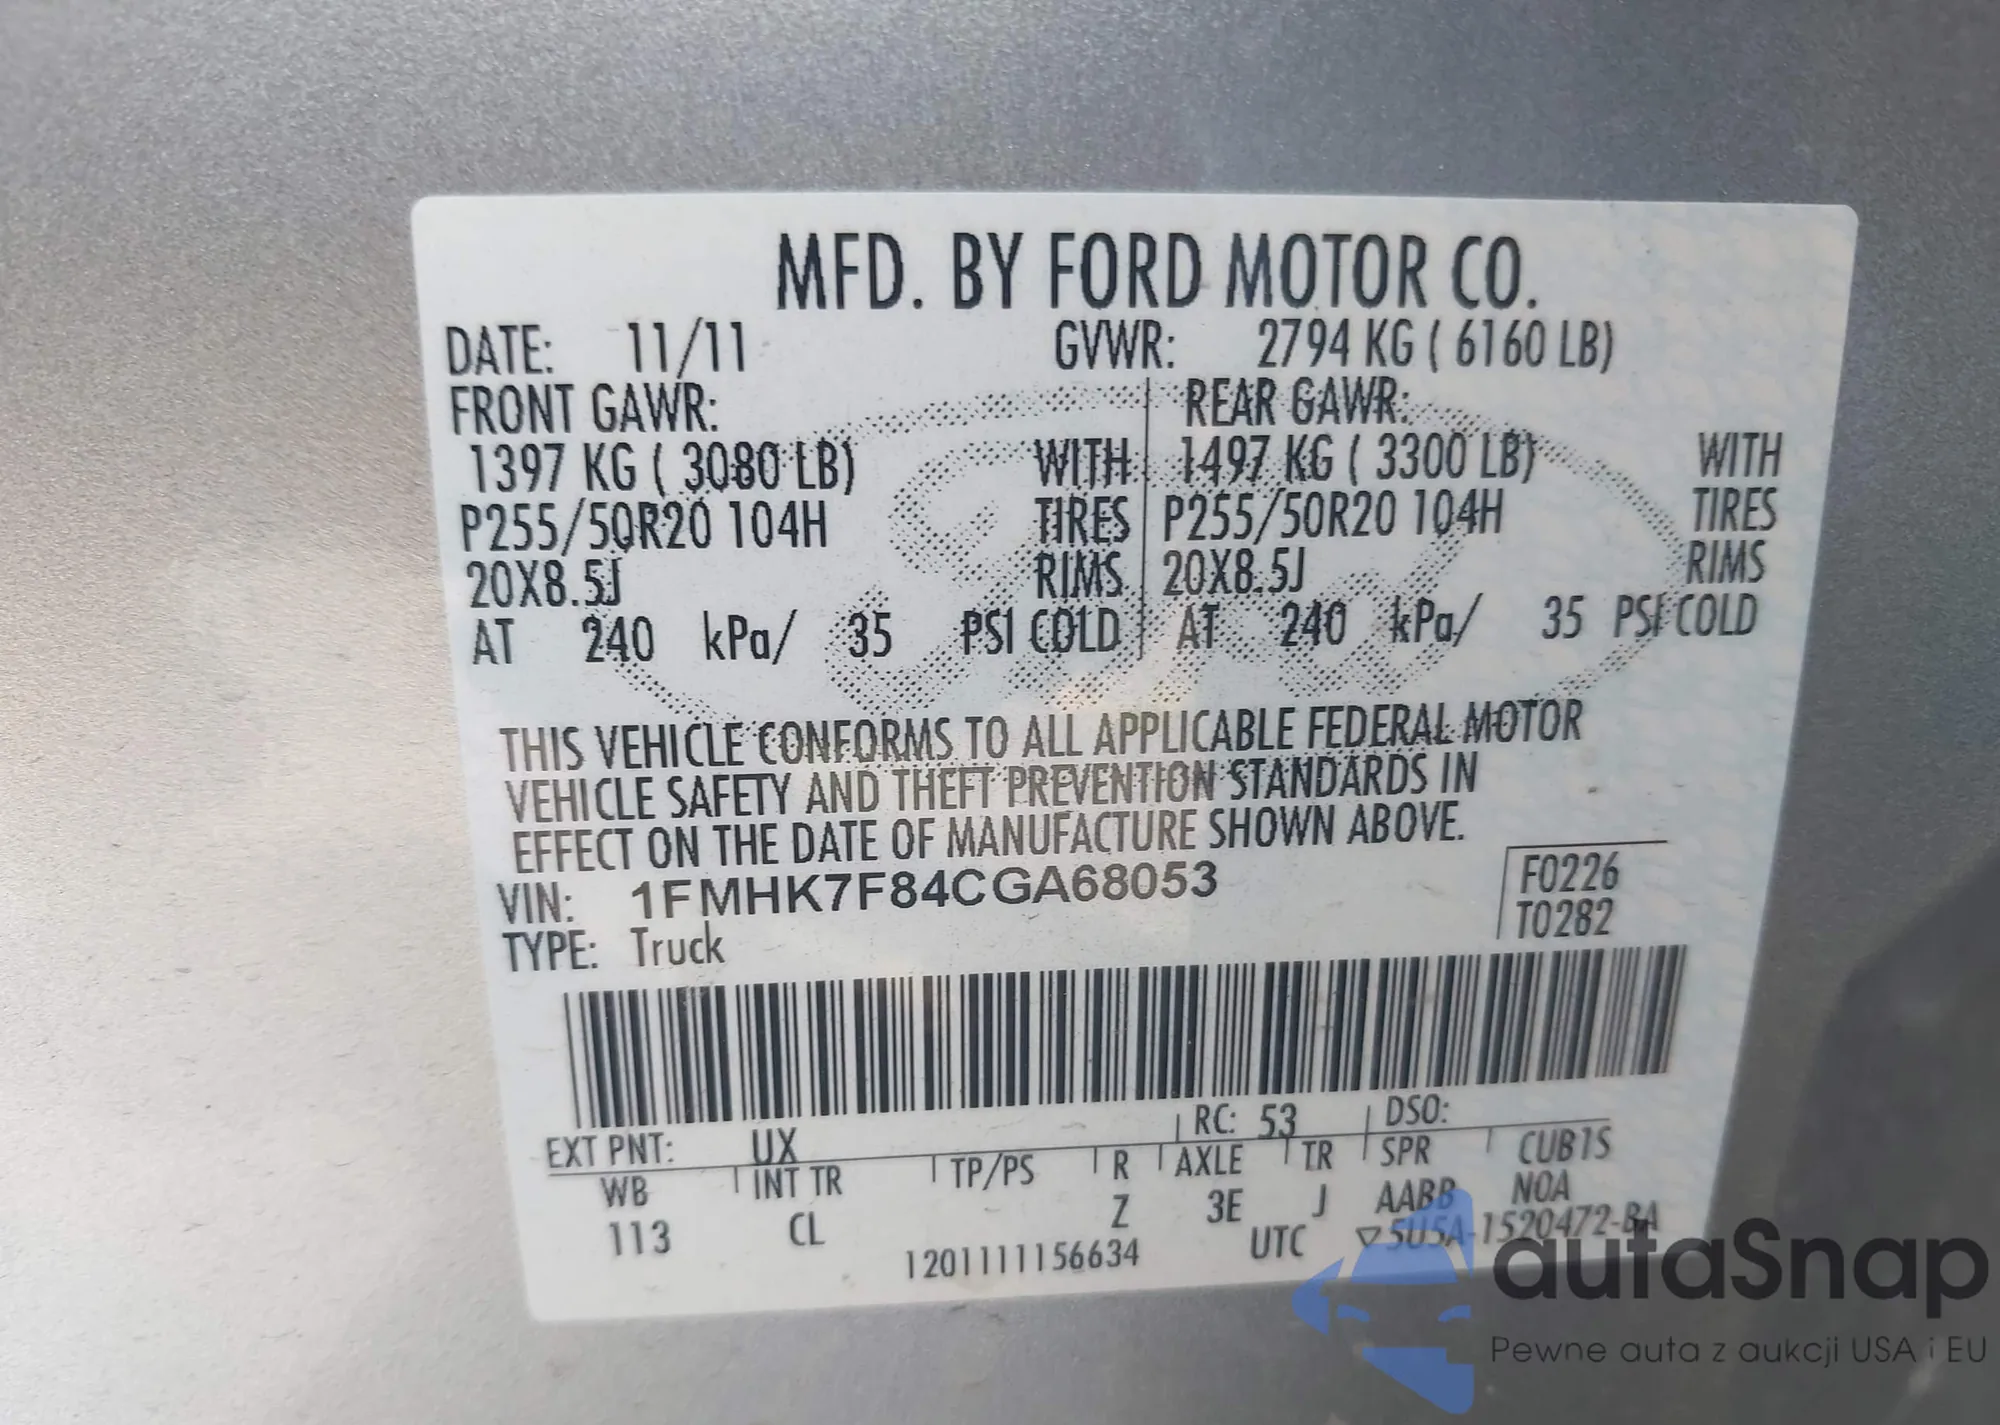 MFD. BY FORD MOTOR CO.
DATE: 11/11 GVWR: 2794 KG ( 6160 LB)
FRONT GAWR: REAR GAWR:
1397 KG ( 3080 LB) WITH 1497 KG ( 3300 LB) WITH
P255/50R20 104H TIRES P255/50R20 104H TIRES
20X8.5J RIMS 20X8.5J RIMS
AT 240 kPa/ 35 PSI COLD AT 240 kPa/ 35 PSI COLD
THIS VEHICLE CONFORMS TO ALL APPLICABLE FEDERAL MOTOR
VEHICLE SAFETY AND THEFT PREVENTION STANDARDS IN
EFFECT ON THE DATE OF MANUFACTURE SHOWN ABOVE.
VIN: 1FMHK7F84CGA68053 F0226
TYPE: Truck T0282
EXT PNT: UX RC: 53 DSO:
WB INT TR TP/PS R AXLE TR SPR CUB1S
113 CL Z 3E J AABB N0A
1201111156634 UTC ▽5U5A-1520472-BA
autaSnap
Pewne auta z aukcji USA i EU